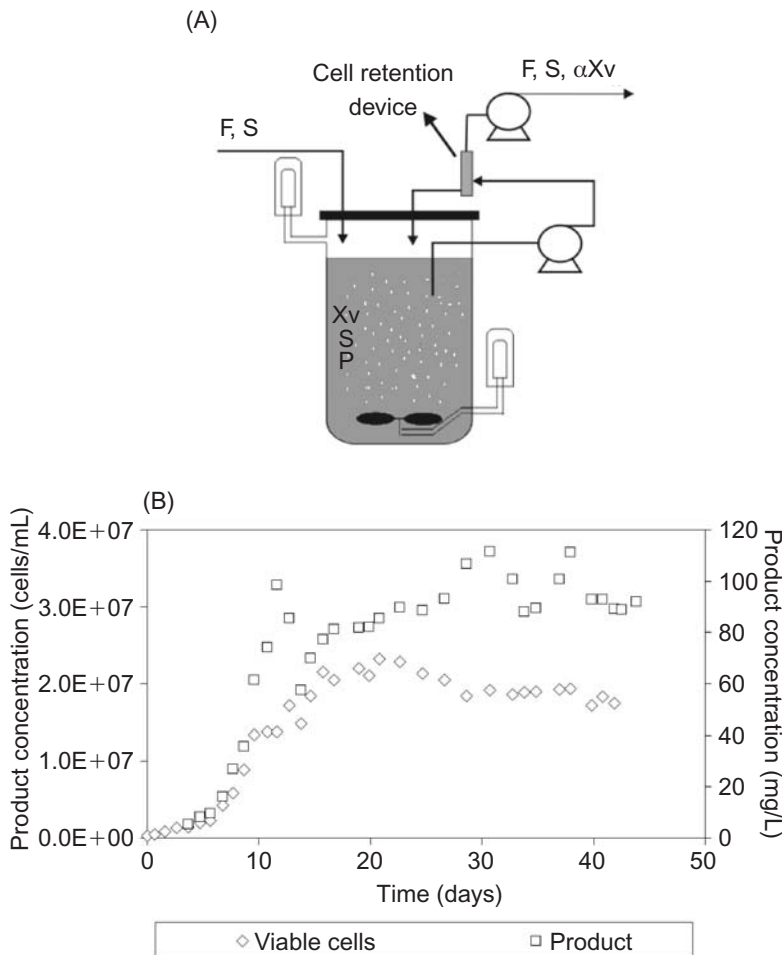 (A)
Cell retention
device
F, S, αXv
F, S
Xv
S
P
(B)
Product concentration (cells/mL)
4.0E+07
3.0E+07
2.0E+07
1.0E+07
0.0E+00
120
100
80
60
40
20
0
Product concentration (mg/L)
0 10 20 30 40 50
Time (days)
Viable cells Product